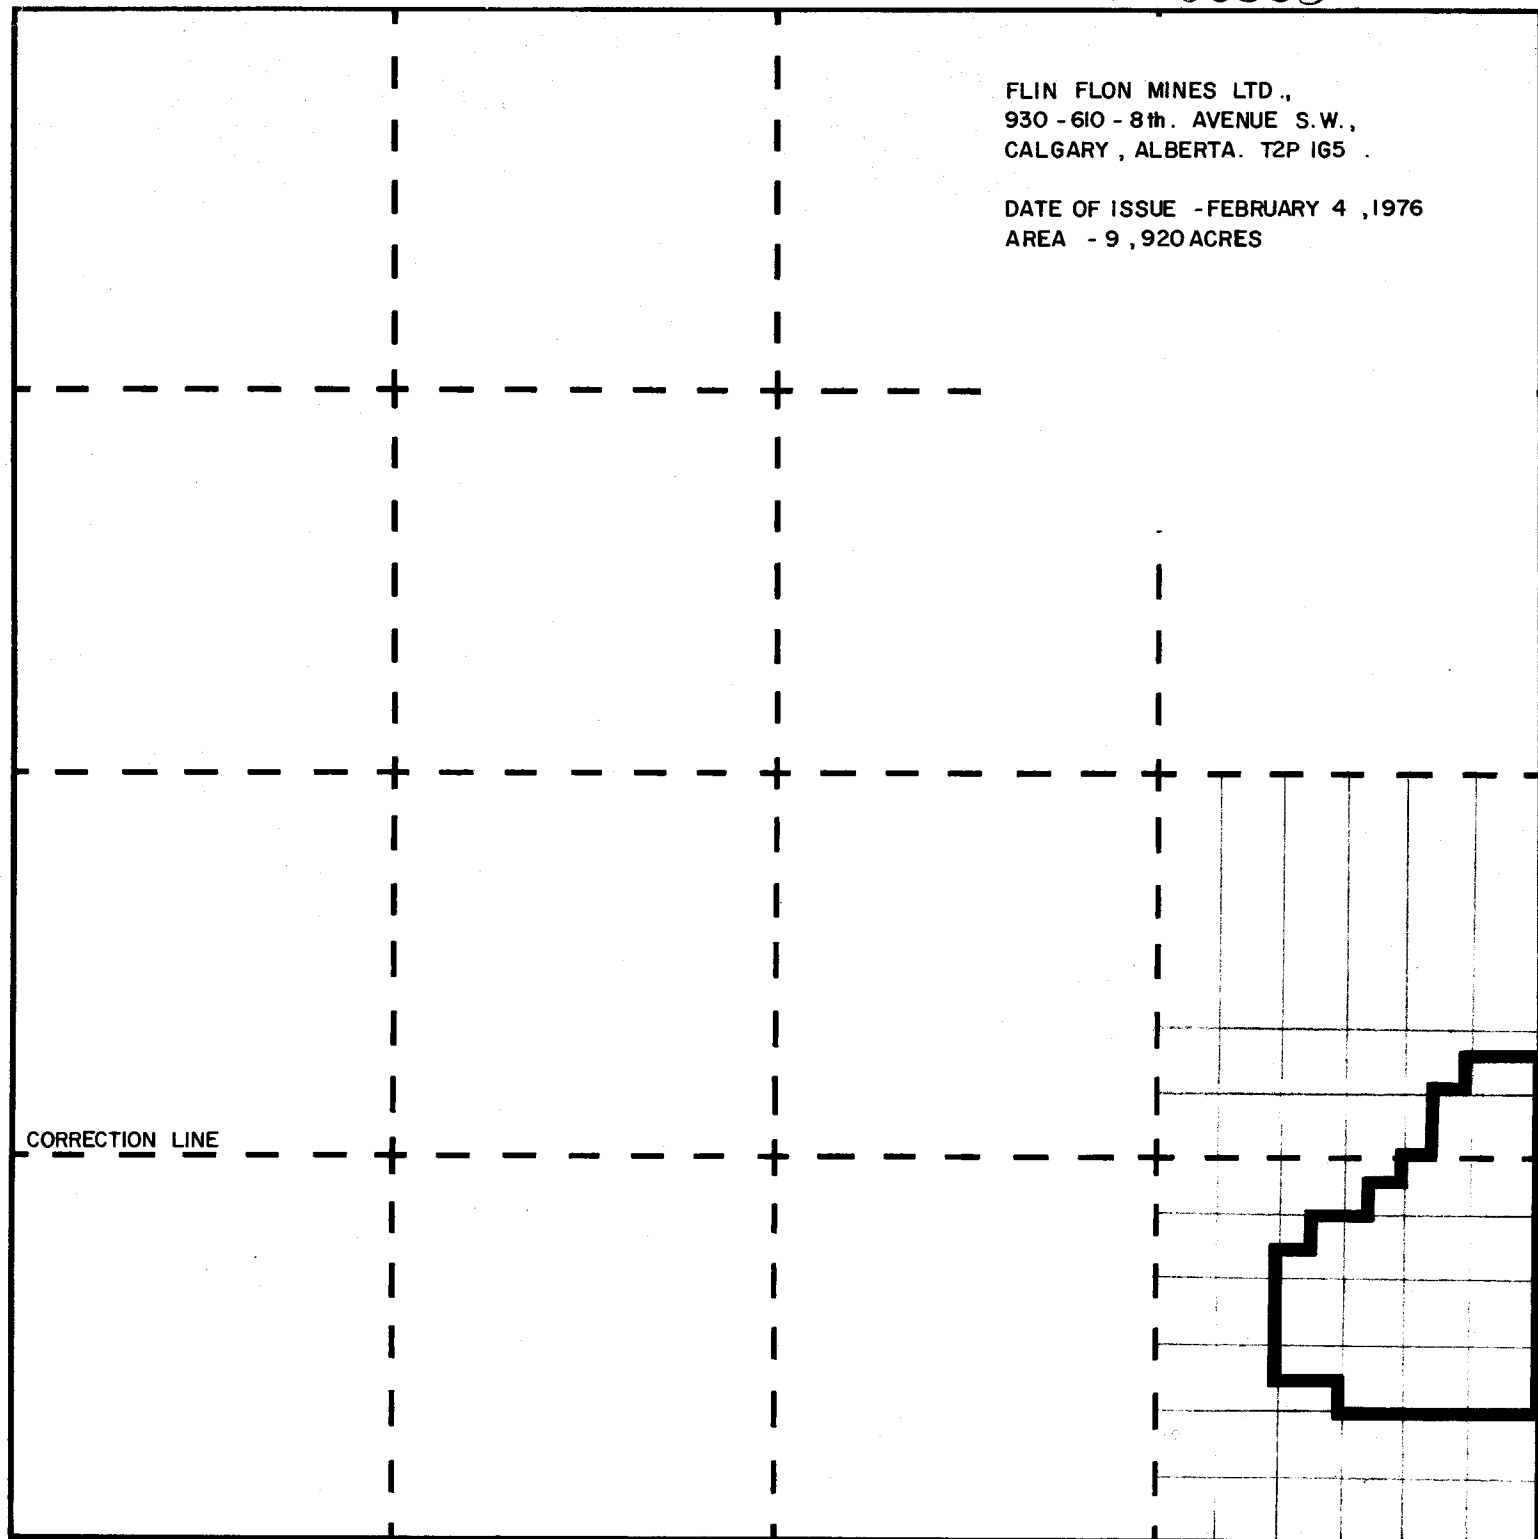 FLIN FLON MINES LTD.,
930-610-8th. AVENUE S.W.,
CALGARY, ALBERTA. T2P 1G5 .
DATE OF ISSUE - FEBRUARY 4, 1976
AREA - 9,920 ACRES
CORRECTION LINE